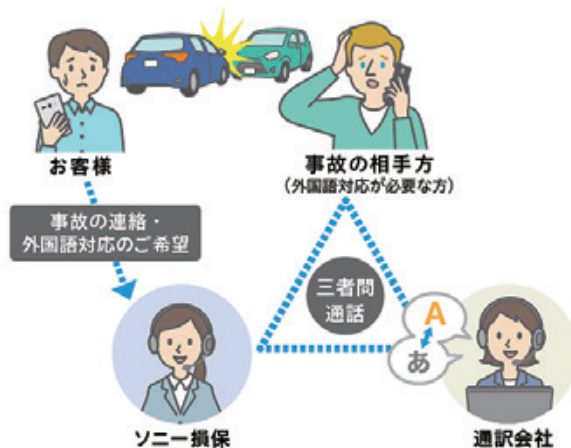 お客様
事故の相手方
（外国語対応が必要な方）
事故の連絡・
外国語対応のご希望
三者間
通話
A
あ
ソニー損保
通訳会社